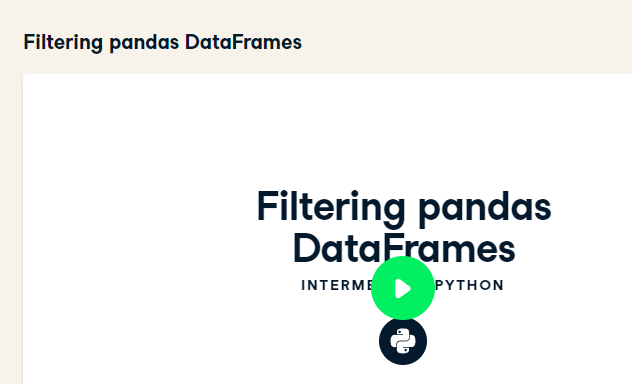 Filtering pandas DataFrames
Filtering pandas
DataFrames
PYTHON